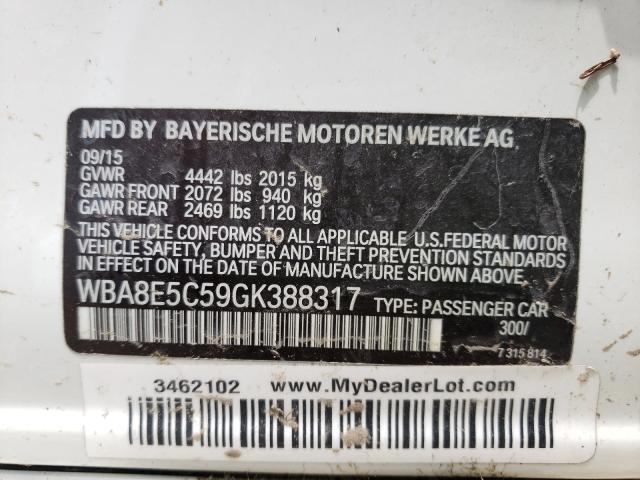 MFD BY BAYERISCHE MOTOREN WERKE AG
09/15
GVWR 4442 lbs 2015 kg
GAWR FRONT 2072 lbs 940 kg
GAWR REAR 2469 lbs 1120 kg
THIS VEHICLE CONFORMS TO ALL APPLICABLE U.S.FEDERAL MOTOR
VEHICLE SAFETY, BUMPER AND THEFT PREVENTION STANDARDS
IN EFFECT ON THE DATE OF MANUFACTURE SHOWN ABOVE.
WBA8E5C59GK388317 TYPE: PASSENGER CAR
300/
7 315 814
3462102 www.MyDealerLot.com